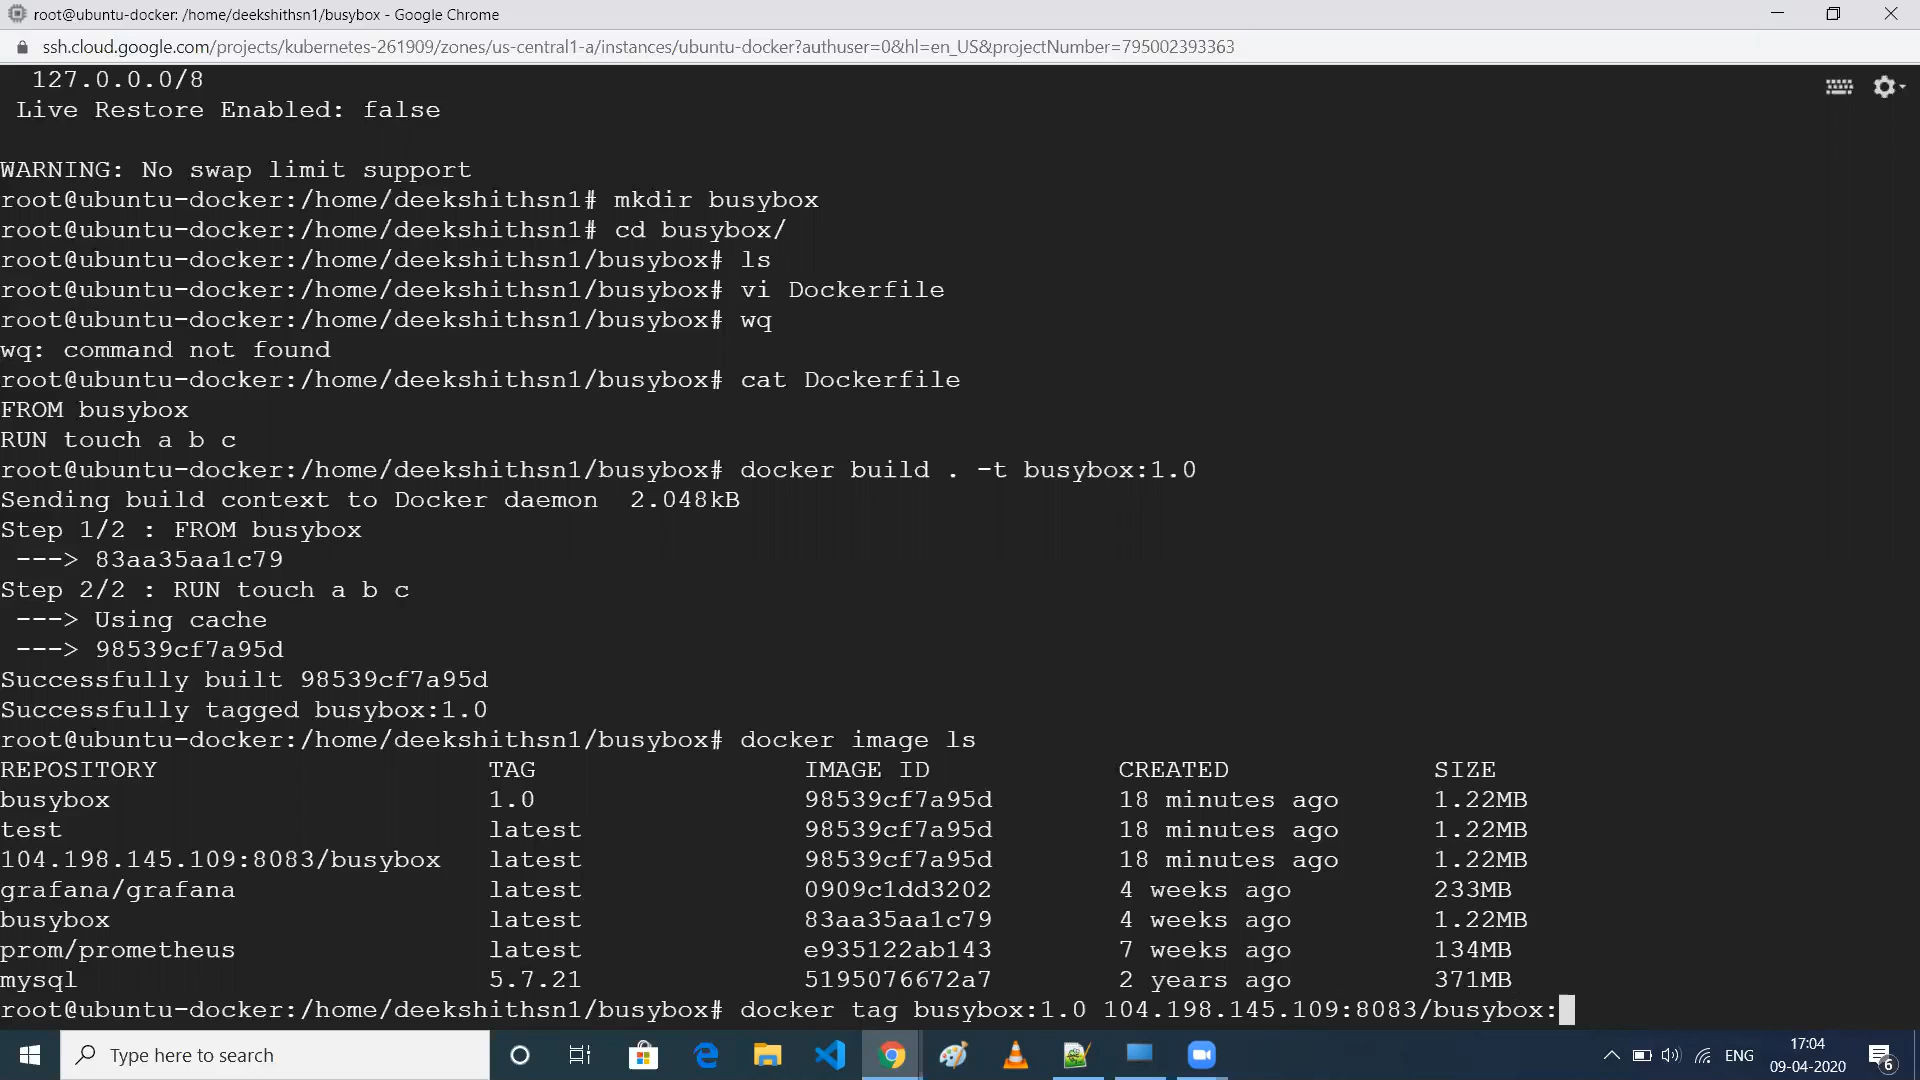 root@ubuntu-docker: /home/deekshithsn1/busybox - Google Chrome
ssh.cloud.google.com/projects/kubernetes-261909/zones/us-central1-a/instances/ubuntu-docker?authuser=0&hl=en_US&projectNumber=795002393363
127.0.0.0/8
Live Restore Enabled: false
WARNING: No swap limit support
root@ubuntu-docker:/home/deekshithsn1# mkdir busybox
root@ubuntu-docker:/home/deekshithsn1# cd busybox/
root@ubuntu-docker:/home/deekshithsn1/busybox# ls
root@ubuntu-docker:/home/deekshithsn1/busybox# vi Dockerfile
root@ubuntu-docker:/home/deekshithsn1/busybox# wq
wq: command not found
root@ubuntu-docker:/home/deekshithsn1/busybox# cat Dockerfile
FROM busybox
RUN touch a b c
root@ubuntu-docker:/home/deekshithsn1/busybox# docker build . -t busybox:1.0
Sending build context to Docker daemon  2.048kB
Step 1/2 : FROM busybox
 ---> 83aa35aa1c79
Step 2/2 : RUN touch a b c
 ---> Using cache
 ---> 98539cf7a95d
Successfully built 98539cf7a95d
Successfully tagged busybox:1.0
root@ubuntu-docker:/home/deekshithsn1/busybox# docker image ls
REPOSITORY TAG IMAGE ID CREATED SIZE
busybox 1.0 98539cf7a95d 18 minutes ago 1.22MB
test latest 98539cf7a95d 18 minutes ago 1.22MB
104.198.145.109:8083/busybox latest 98539cf7a95d 18 minutes ago 1.22MB
grafana/grafana latest 0909c1dd3202 4 weeks ago 233MB
busybox latest 83aa35aa1c79 4 weeks ago 1.22MB
prom/prometheus latest e935122ab143 7 weeks ago 134MB
mysql 5.7.21 5195076672a7 2 years ago 371MB
root@ubuntu-docker:/home/deekshithsn1/busybox# docker tag busybox:1.0 104.198.145.109:8083/busybox:
Type here to search
ENG
17:04
09-04-2020
6